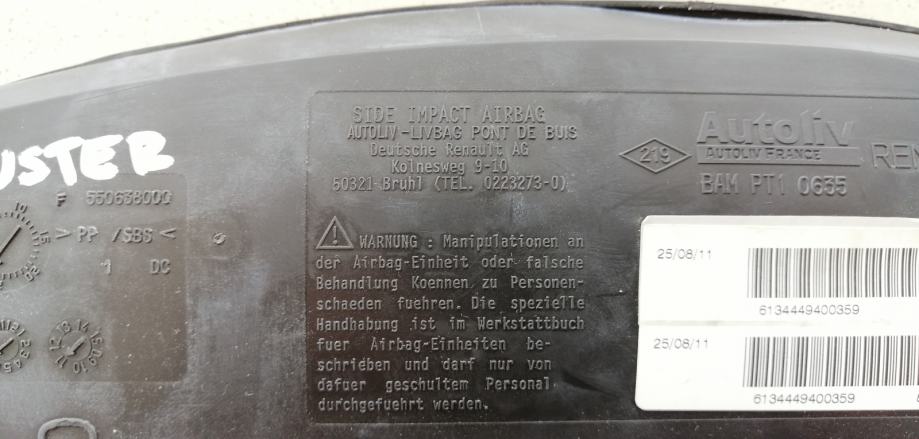 USTER
F 550638000
> PP /SBS <
1 DC
SIDE IMPACT AIRBAG
AUTOLIV-LIVBAG PONT DE BUIS
Deutsche Renault AG
Kolnesweg 9-10
50321-Bruhl (TEL. 0223273-0)
WARNUNG : Manipulationen an
der Airbag-Einheit oder falsche
Behandlung Koennen zu Personen-
schaeden fuehren. Die spezielle
Handhabung ist im Werkstattbuch
fuer Airbag-Einheiten be-
schrieben und darf nur von
dafuer geschultem Personal
durchgefuehrt werden.
219
Autoliv
AUTOLIV FRANCE
REN
BAM PT1 0635
25/08/11
6134449400359
25/08/11
6134449400359